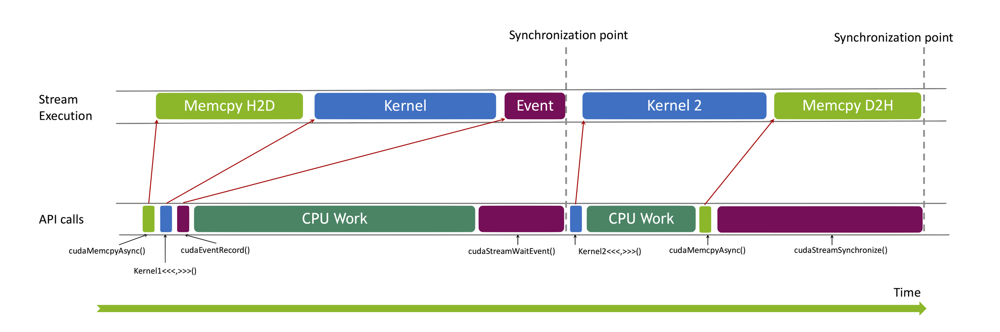 Synchronization point
Synchronization point
Stream
Execution
Memcpy H2D
Kernel
Event
Kernel 2
Memcpy D2H
API calls
CPU Work
CPU Work
cudaMemcpyAsync()
cudaEventRecord()
cudaStreamWaitEvent()
Kernel2<<<,>>>()
cudaMemcpyAsync()
cudaStreamSynchronize()
Kernel1<<<,>>>()
Time